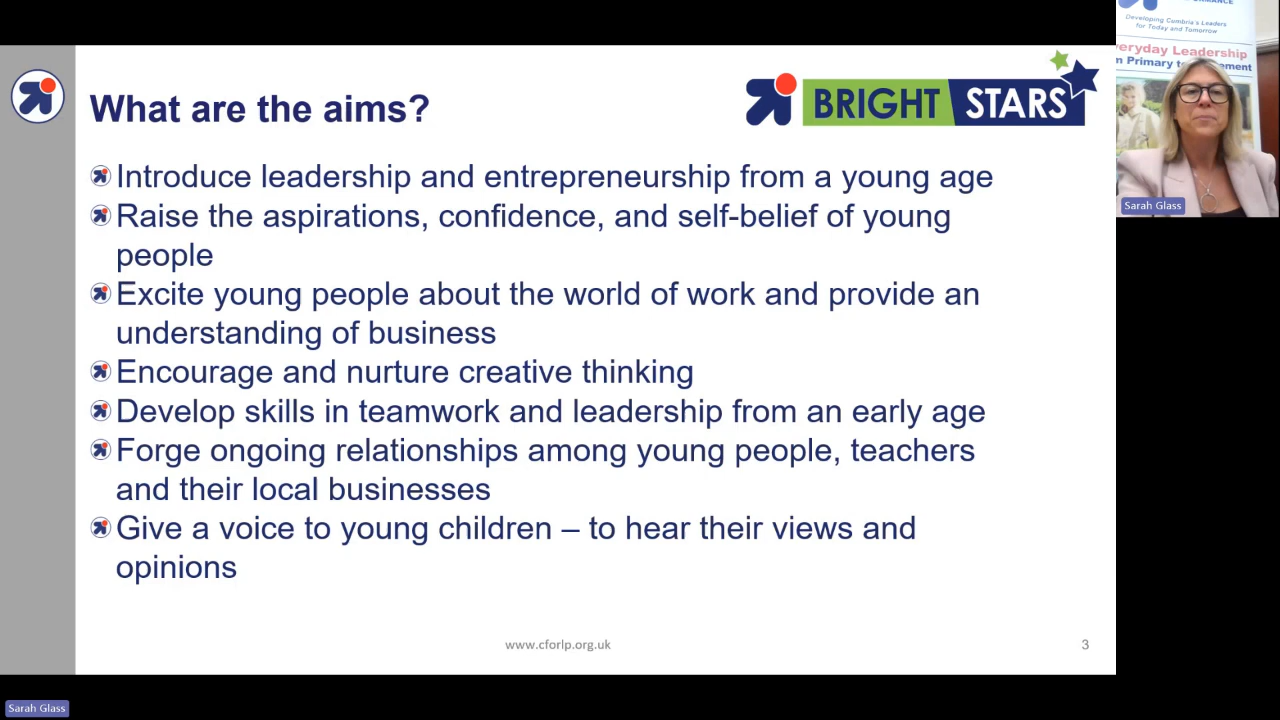 What are the aims?
BRIGHT STARS
Introduce leadership and entrepreneurship from a young age
Raise the aspirations, confidence, and self-belief of young
people
Excite young people about the world of work and provide an
understanding of business
Encourage and nurture creative thinking
Develop skills in teamwork and leadership from an early age
Forge ongoing relationships among young people, teachers
and their local businesses
Give a voice to young children – to hear their views and
opinions
www.cforlp.org.uk
3
Developing Cumbria's Leaders
for Today and Tomorrow
Leadership
Primary
Sarah Glass
Sarah Glass